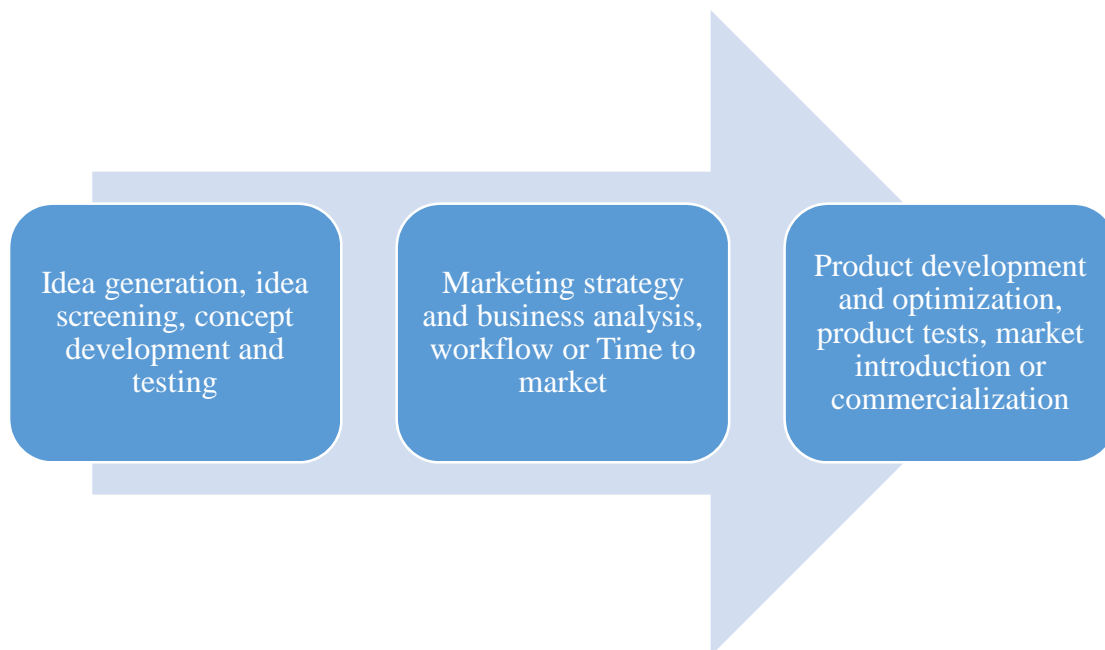 Idea generation, idea
screening, concept
development and
testing
Marketing strategy
and business analysis,
workflow or Time to
market
Product development
and optimization,
product tests, market
introduction or
commercialization